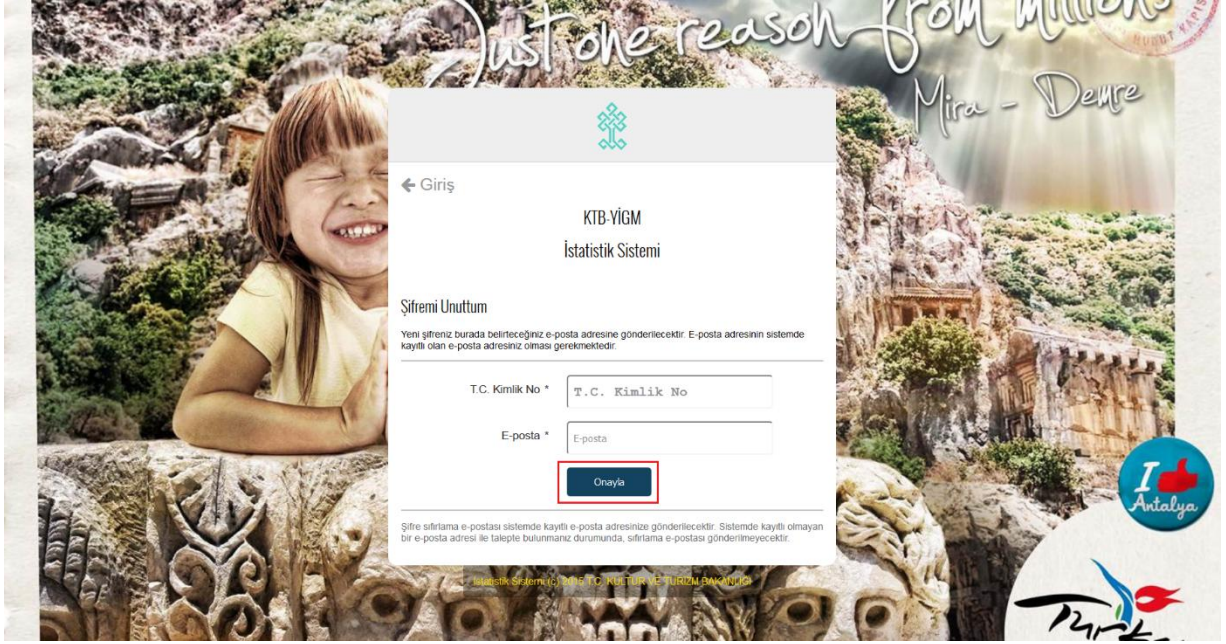 Just one reason from millions
HUDUT KAPIS
Mira - Demre
Giriş
KTB-YİGM
İstatistik Sistemi
Şifremi Unuttum
Yeni şifreniz burada belirteceğiniz e-posta adresine gönderilecektir. E-posta adresinin sistemde
kayıtlı olan e-posta adresiniz olması gerekmektedir.
T.C. Kimlik No * T.C. Kimlik No
E-posta * E-posta
Onayla
Şifre sıfırlama e-postası sistemde kayıtlı e-posta adresinize gönderilecektir. Sistemde kayıtlı olmayan
bir e-posta adresi ile talepte bulunmanız durumunda, sıfırlama e-postası gönderilmeyecektir.
İstatistik Sistemi (c) 2015 T.C. KÜLTÜR VE TURİZM BAKANLIĞI
I
Antalya
Turkey